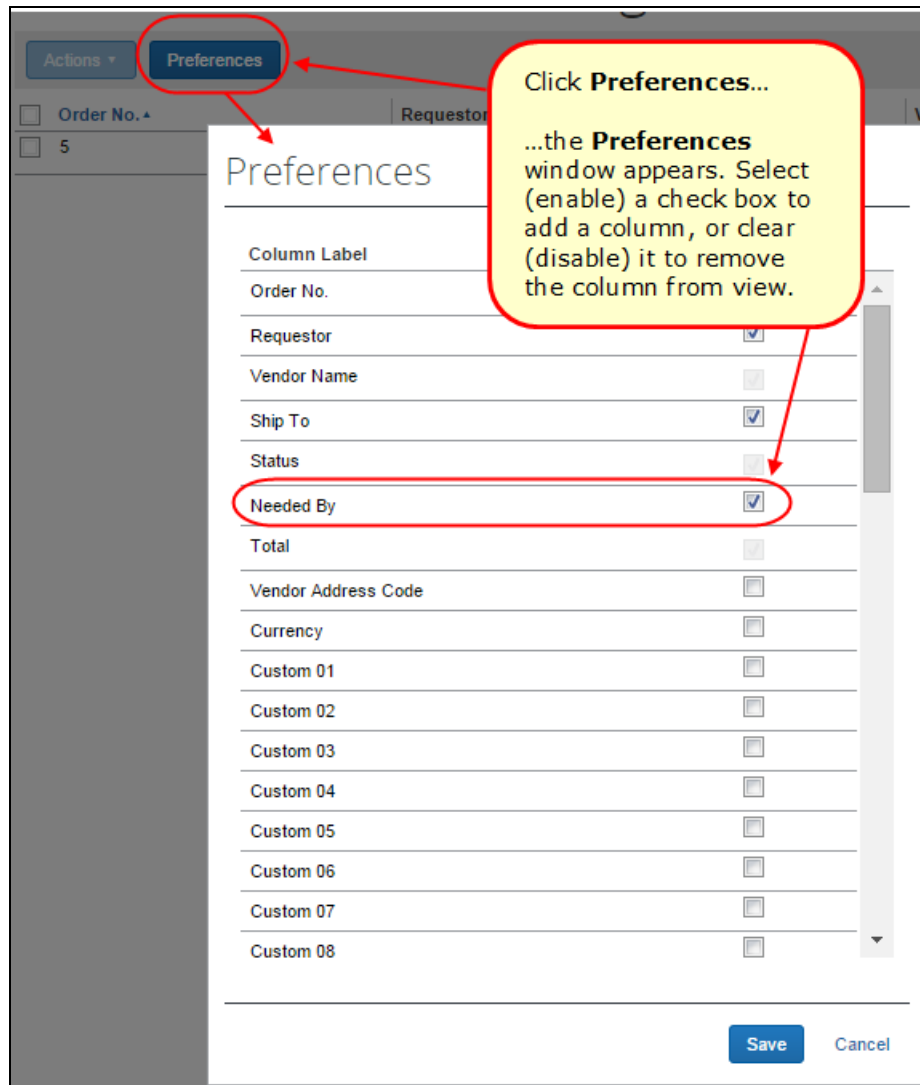 Actions
Preferences
Order No.
Requestor
5
Click Preferences...
...the Preferences
window appears. Select
(enable) a check box to
add a column, or clear
(disable) it to remove
the column from view.
Preferences
Column Label
Order No.
Requestor
Vendor Name
Ship To
Status
Needed By
Total
Vendor Address Code
Currency
Custom 01
Custom 02
Custom 03
Custom 04
Custom 05
Custom 06
Custom 07
Custom 08
Save
Cancel